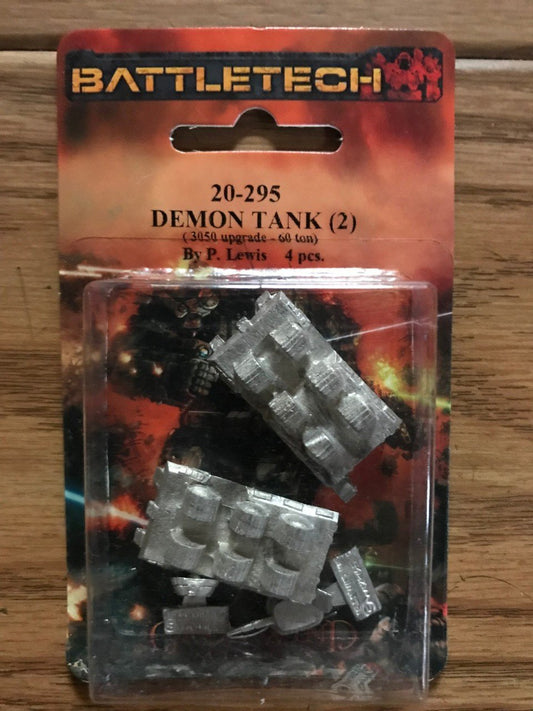 BATTLETECH
20-295
DEMON TANK (2)
( 3050 upgrade - 60 ton)
By P. Lewis 4 pcs.